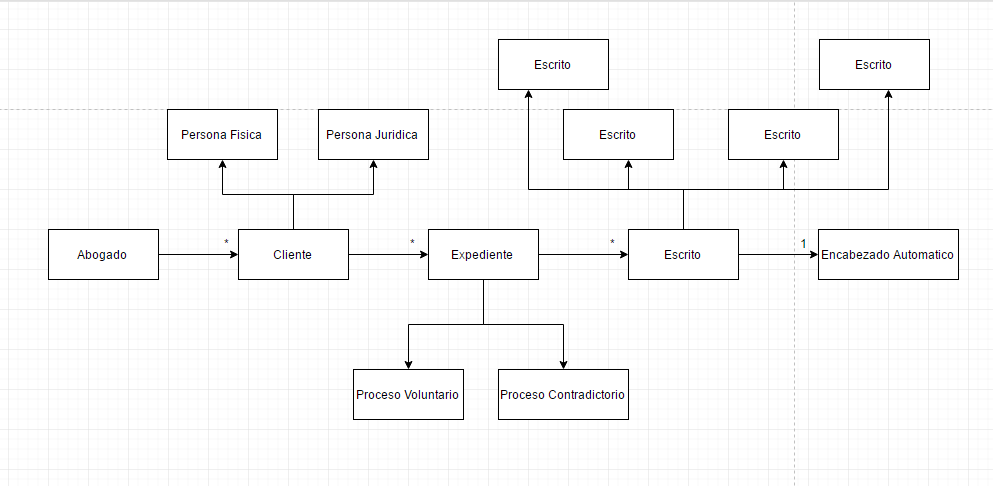 Escrito
Escrito
Persona Fisica
Persona Juridica
Escrito
Escrito
*
*
*
1
Abogado
Cliente
Expediente
Escrito
Encabezado Automatico
Proceso Voluntario
Proceso Contradictorio